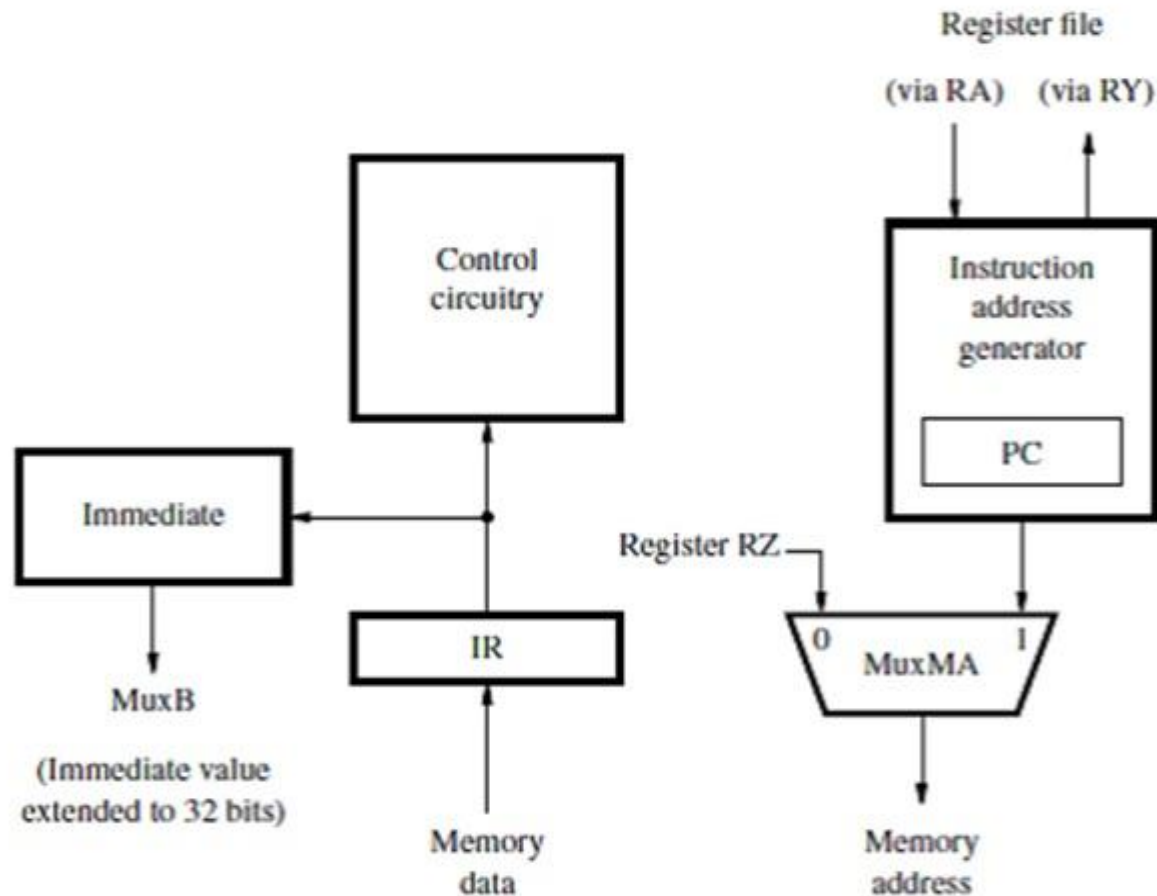 Register file
(via RA)
(via RY)
Control
circuitry
Instruction
address
generator
PC
Immediate
Register RZ
0
1
MuxMA
IR
MuxB
(Immediate value
extended to 32 bits)
Memory
data
Memory
address